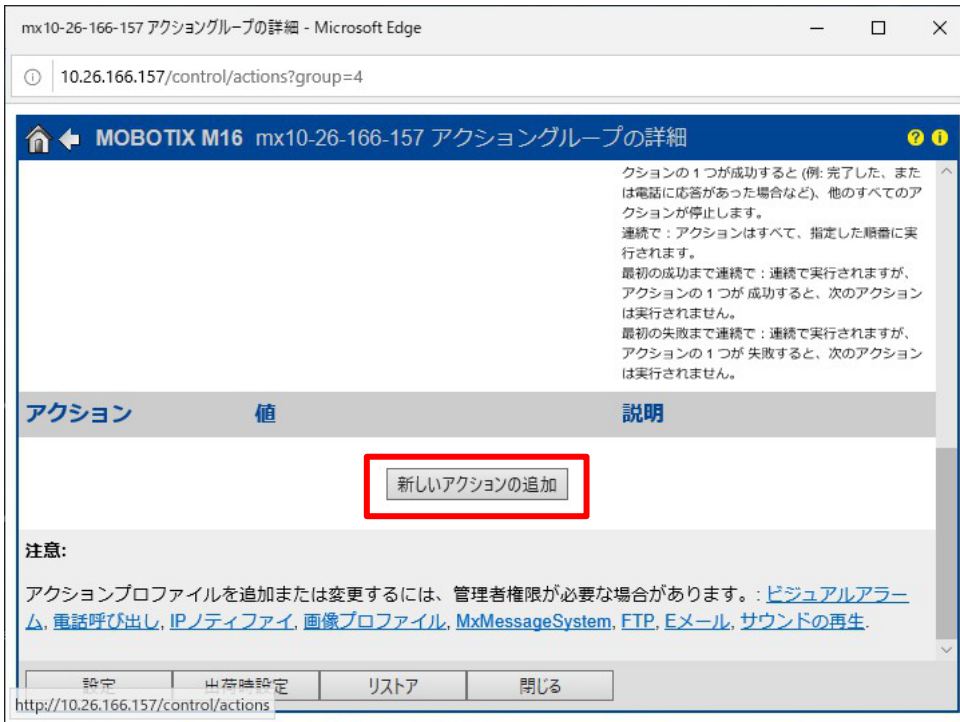 mx10-26-166-157 アクショングループの詳細 - Microsoft Edge
10.26.166.157/control/actions?group=4
MOBOTIX M16 mx10-26-166-157 アクショングループの詳細
クションの 1 つが成功すると (例: 完了した、また
は電話に応答があった場合など)、他のすべてのア
クションが停止します。
連続で：アクションはすべて、指定した順番に実
行されます。
最初の成功まで連続で：連続で実行されますが、
アクションの 1 つが 成功すると、次のアクション
は実行されません。
最初の失敗まで連続で：連続で実行されますが、
アクションの 1 つが 失敗すると、次のアクション
は実行されません。
アクション 値 説明
新しいアクションの追加
注意:
アクションプロファイルを追加または変更するには、管理者権限が必要な場合があります。: ビジュアルアラー
ム, 電話呼び出し, IPノティファイ, 画像プロファイル, MxMessageSystem, FTP, Eメール, サウンドの再生.
設定 出荷時設定 リストア 閉じる
http://10.26.166.157/control/actions